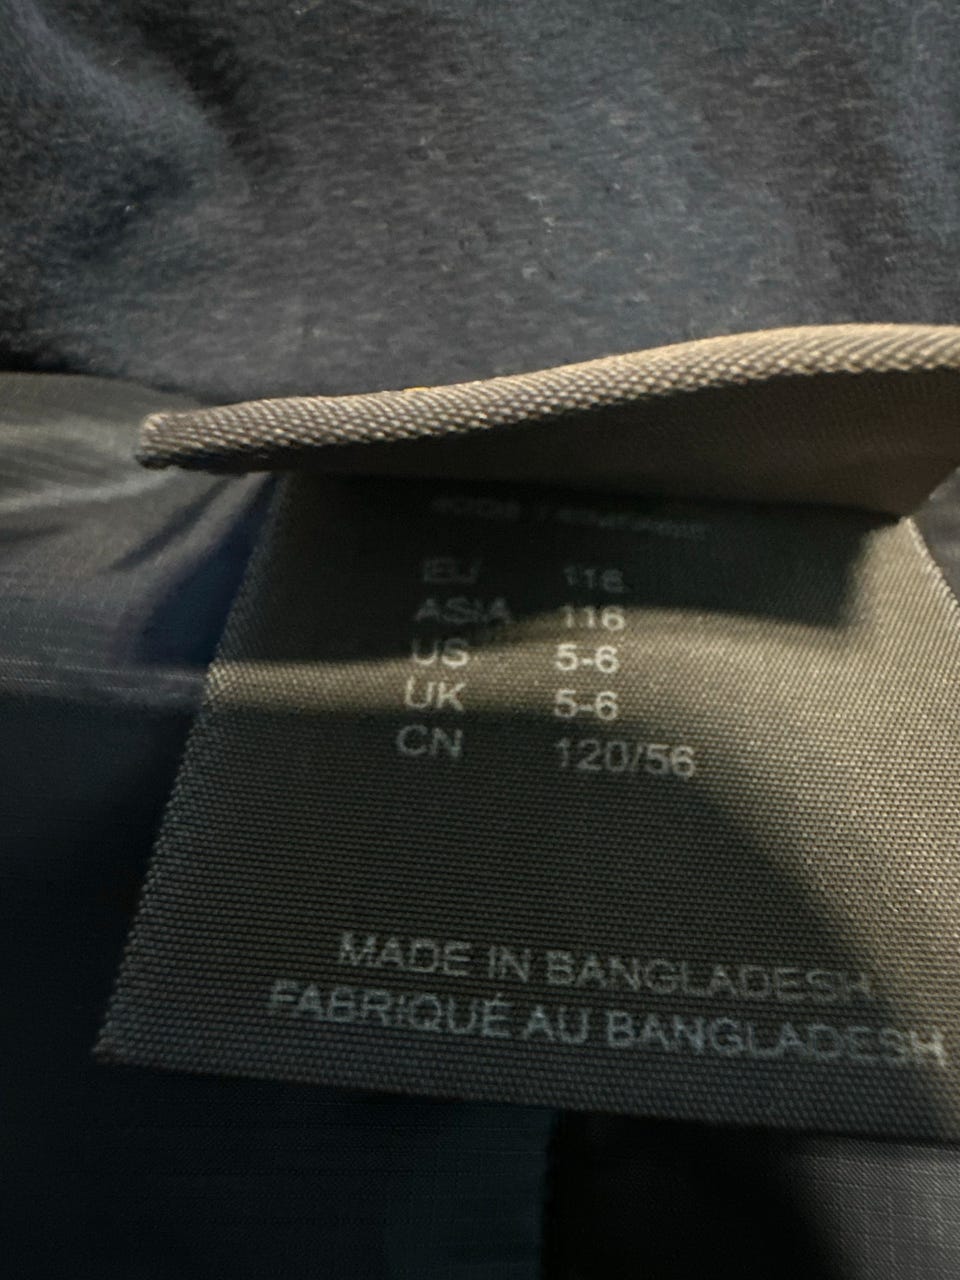 EU 116
ASIA 116
US 5-6
UK 5-6
CN 120/56
MADE IN BANGLADESH
FABRIQUÉ AU BANGLADESH